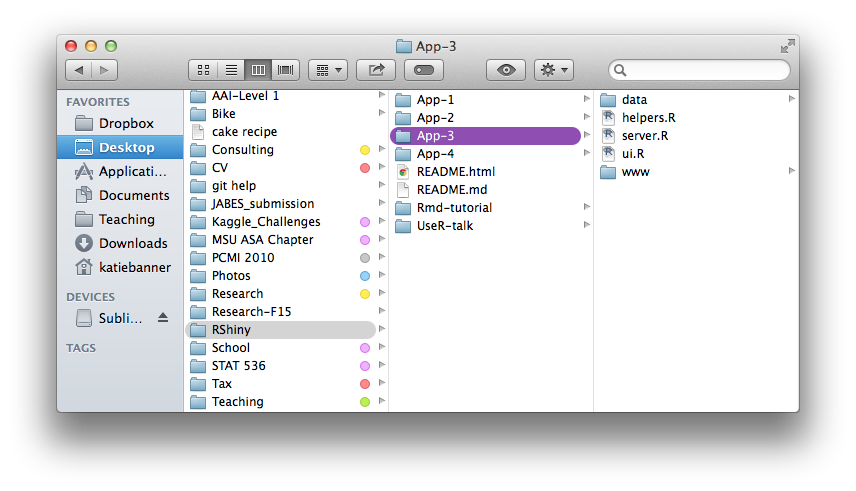 App-3
FAVORITES
Dropbox
Desktop
Applicati...
Documents
Teaching
Downloads
katiebanner
DEVICES
Subli...
TAGS
AAI-Level 1
Bike
cake recipe
Consulting
CV
git help
JABES_submission
Kaggle_Challenges
MSU ASA Chapter
PCMI 2010
Photos
Research
Research-F15
RShiny
School
STAT 536
Tax
Teaching
App-1
App-2
App-3
App-4
README.html
README.md
Rmd-tutorial
UseR-talk
data
helpers.R
server.R
ui.R
www